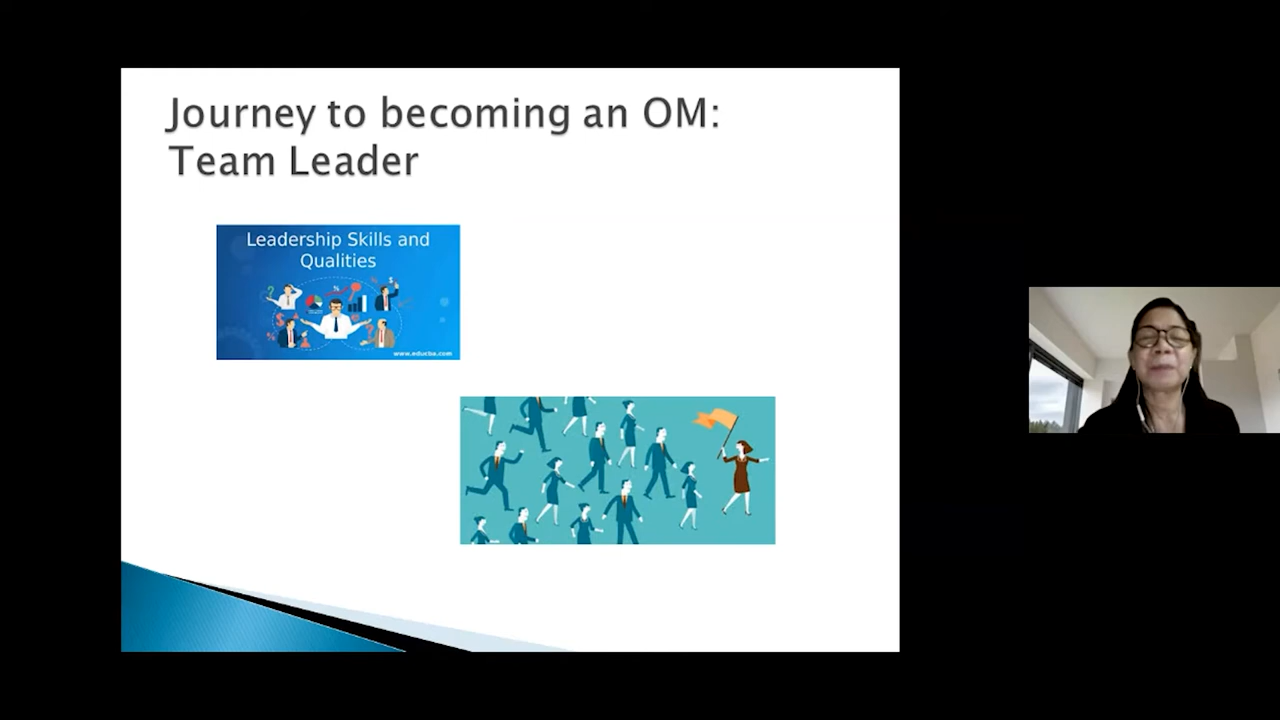 Journey to becoming an OM:
Team Leader
Leadership Skills and
Qualities
www.educba.com